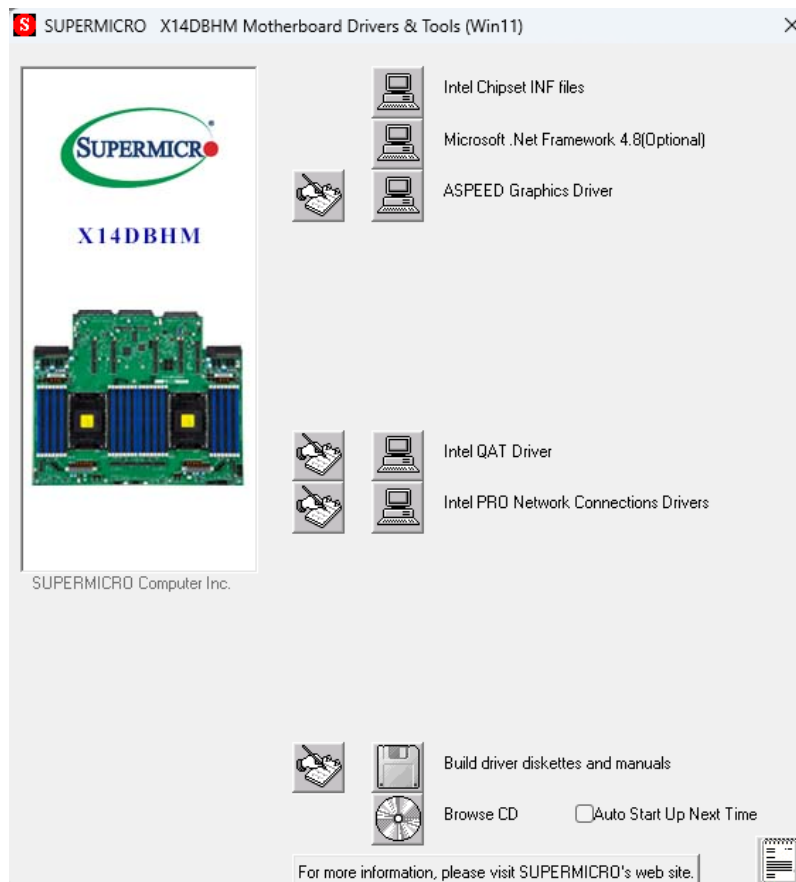 SUPERMICRO X14DBHM Motherboard Drivers & Tools (Win11)
SUPERMICR
X14DBHM
SUPERMICRO Computer Inc.
Intel Chipset INF files
Microsoft .Net Framework 4.8(Optional)
ASPEED Graphics Driver
Intel QAT Driver
Intel PRO Network Connections Drivers
Build driver diskettes and manuals
Browse CD
Auto Start Up Next Time
For more information, please visit SUPERMICRO's web site.